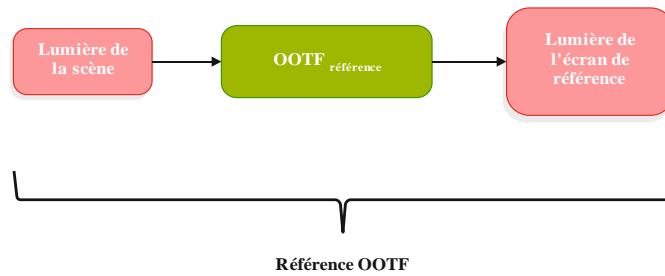 Lumière de
la scène
OOTF référence
Lumière de
l'écran de
référence
Référence OOTF